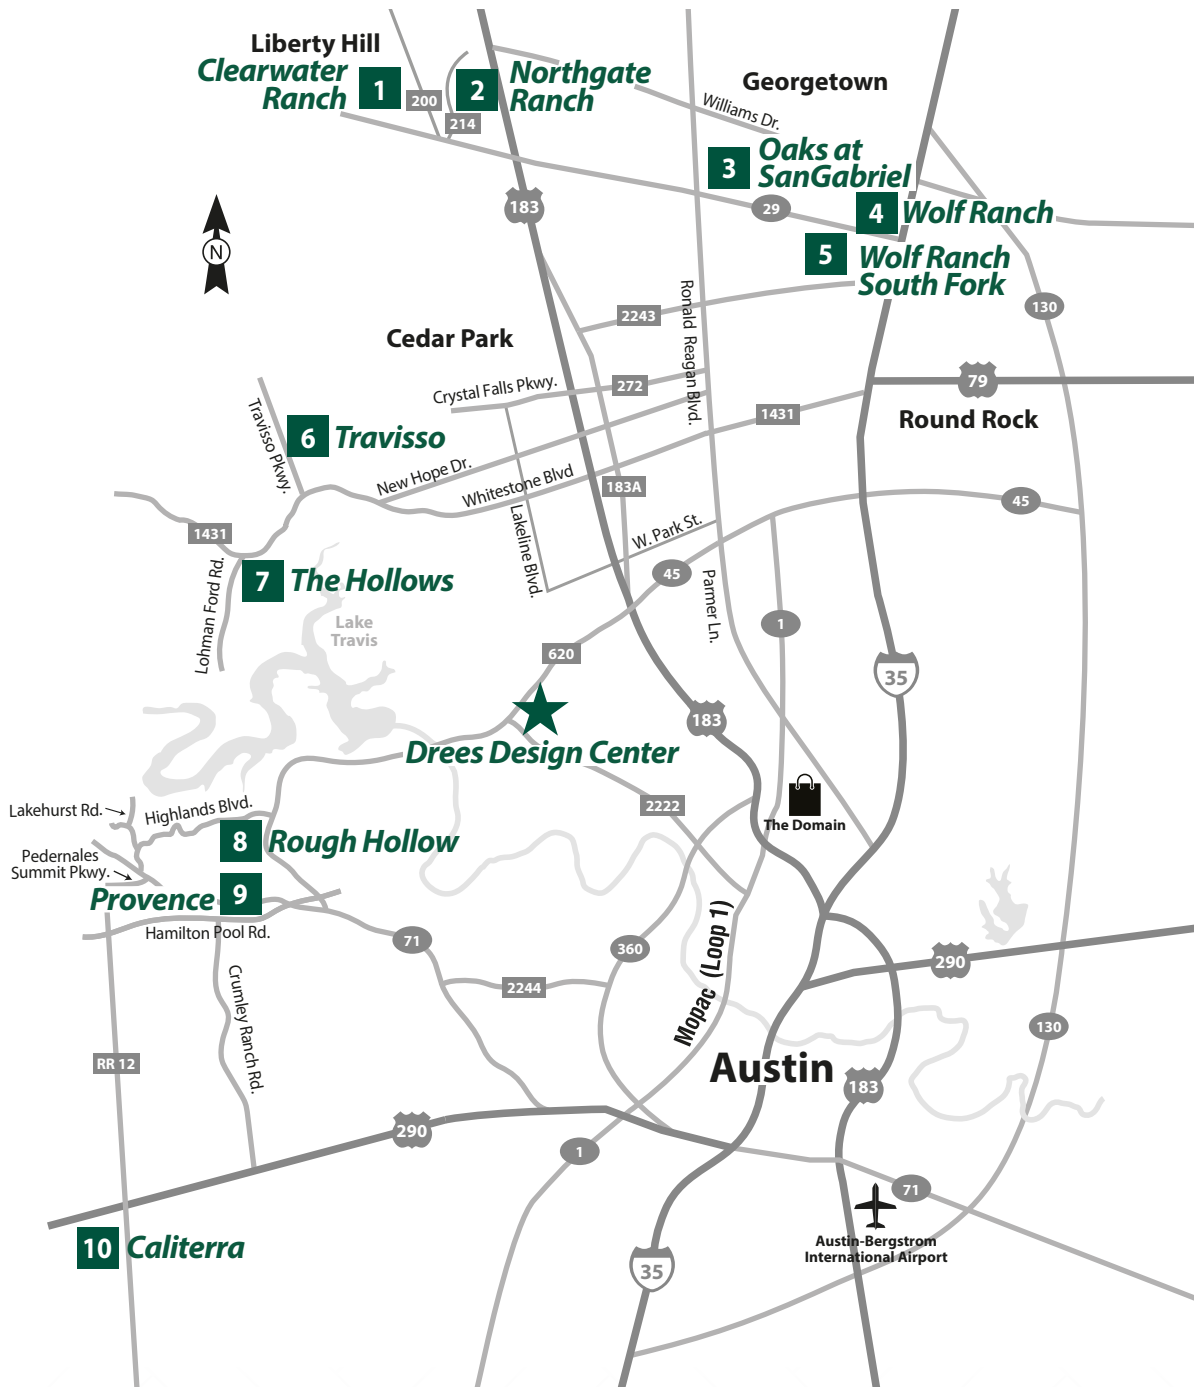 Liberty Hill
Clearwater
Ranch
1
200
2
Northgate
Ranch
214
Georgetown
Williams Dr.
3
Oaks at
SanGabriel
183
29
4
Wolf Ranch
N
5
Wolf Ranch
South Fork
130
2243
Ronald Reagan Blvd.
Cedar Park
Crystal Falls Pkwy.
272
79
1431
Round Rock
Travisso Pkwy.
6
Travisso
New Hope Dr.
Whitestone Blvd
183A
45
Lakeline Blvd.
W. Park St.
1431
Lohman Ford Rd.
7
The Hollows
45
Parmer Ln.
Lake
Travis
1
620
35
183
Drees Design Center
2222
The Domain
Lakehurst Rd.
Highlands Blvd.
8
Rough Hollow
Pedernales
Summit Pkwy.
Provence
9
Hamilton Pool Rd.
71
360
Mopac (Loop 1)
290
2244
Crumley Ranch Rd.
130
RR 12
Austin
183
290
1
71
Austin-Bergstrom
International Airport
10
Caliterra
35